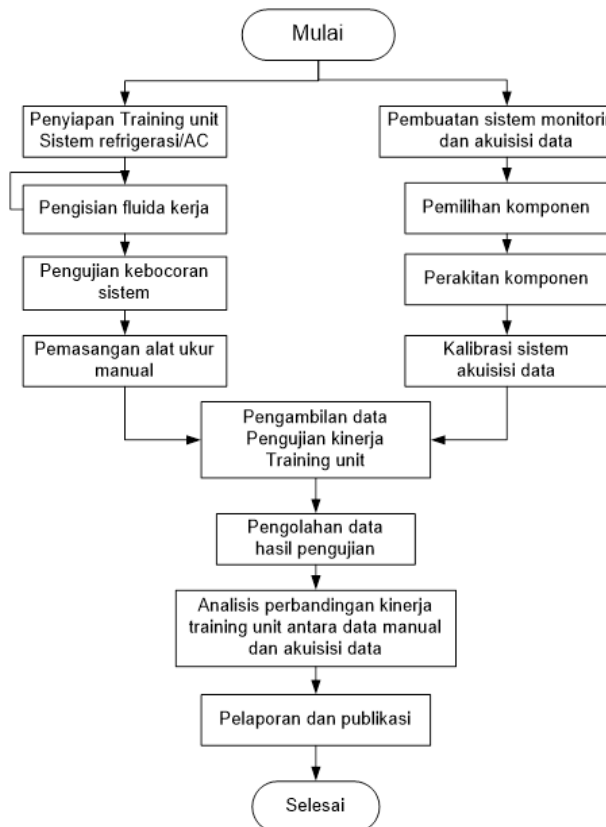 Mulai
Penyiapan Training unit
Sistem refrigerasi/AC
Pengisian fluida kerja
Pengujian kebocoran
sistem
Pemasangan alat ukur
manual
Pembuatan sistem monitorin
dan akuisisi data
Pemilihan komponen
Perakitan komponen
Kalibrasi sistem
akuisisi data
Pengambilan data
Pengujian kinerja
Training unit
Pengolahan data
hasil pengujian
Analisis perbandingan kinerja
training unit antara data manual
dan akuisisi data
Pelaporan dan publikasi
Selesai